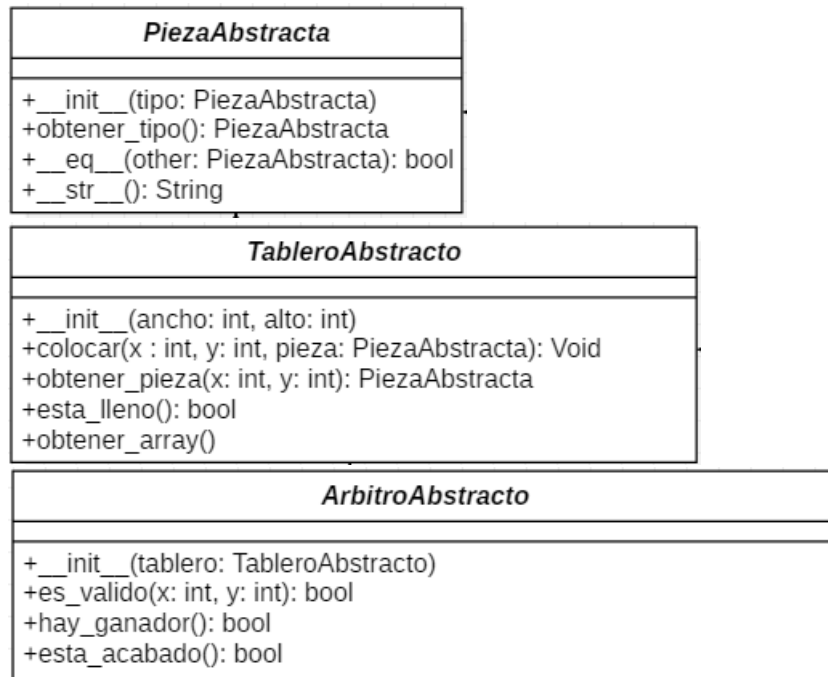 PiezaAbstracta
+__init__(tipo: PiezaAbstracta)
+obtener_tipo(): PiezaAbstracta
+__eq__(other: PiezaAbstracta): bool
+__str__(): String
TableroAbstracto
+__init__(ancho: int, alto: int)
+colocar(x : int, y: int, pieza: PiezaAbstracta): Void
+obtener_pieza(x: int, y: int): PiezaAbstracta
+esta_lleno(): bool
+obtener_array()
ArbitroAbstracto
+__init__(tablero: TableroAbstracto)
+es_valido(x: int, y: int): bool
+hay_ganador(): bool
+esta_acabado(): bool